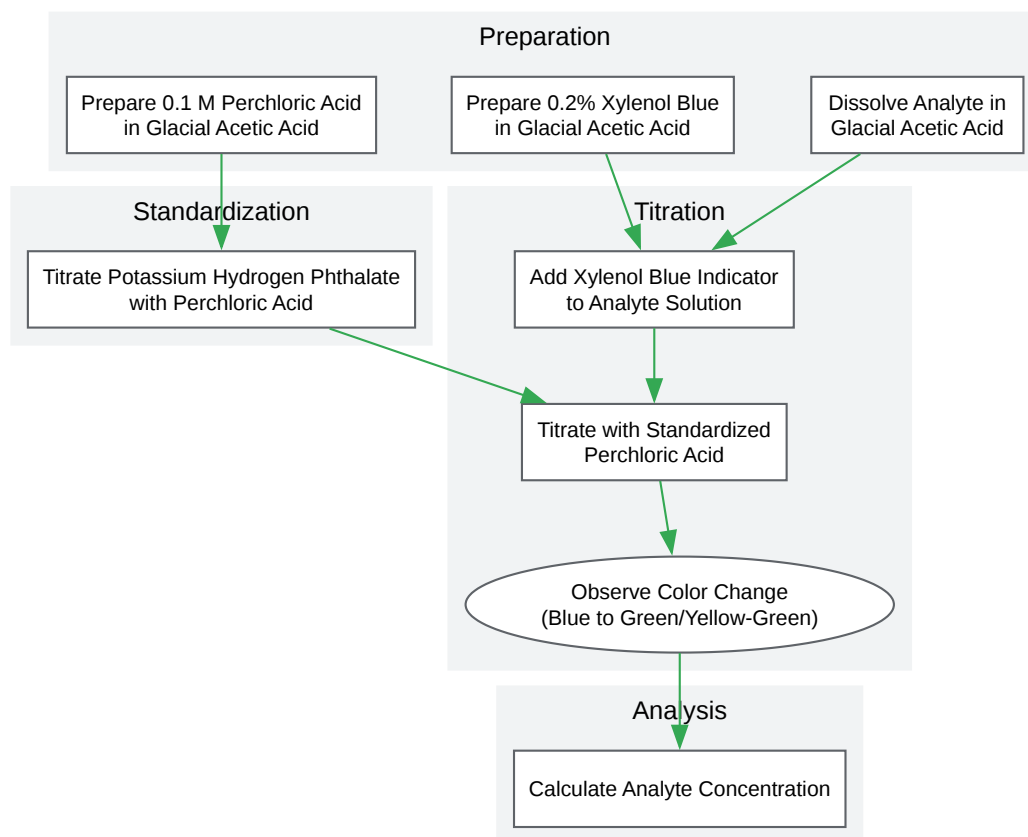 Preparation
Prepare 0.1 M Perchloric Acid
in Glacial Acetic Acid
Prepare 0.2% Xylenol Blue
in Glacial Acetic Acid
Dissolve Analyte in
Glacial Acetic Acid
Standardization
Titrate Potassium Hydrogen Phthalate
with Perchloric Acid
Titration
Add Xylenol Blue Indicator
to Analyte Solution
Titrate with Standardized
Perchloric Acid
Observe Color Change
(Blue to Green/Yellow-Green)
Analysis
Calculate Analyte Concentration